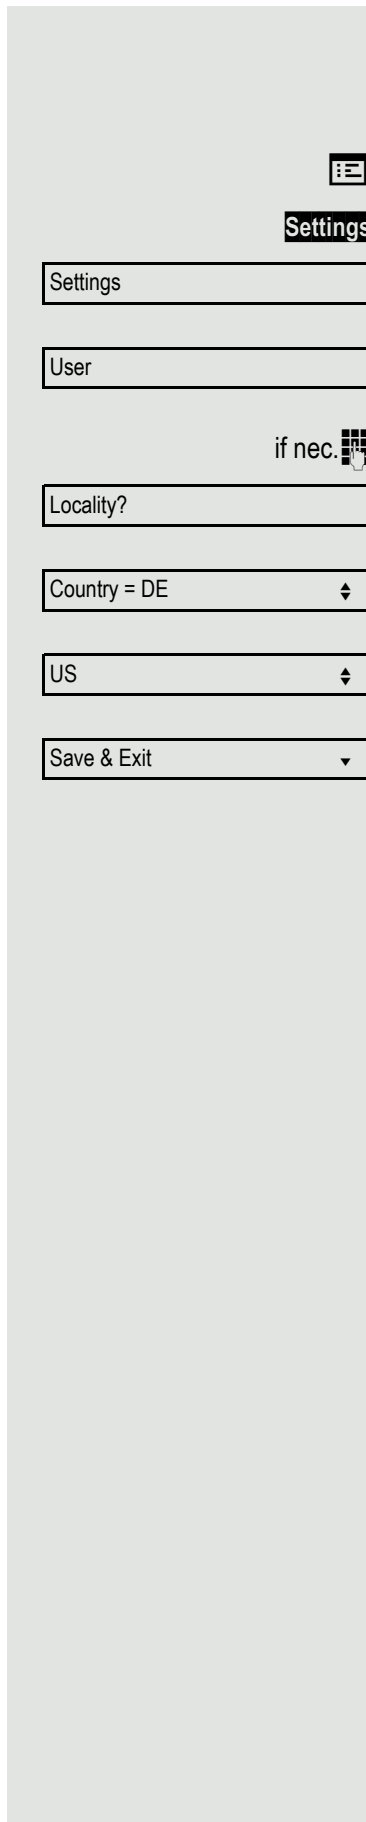 Settings
Settings
User
if nec.
Locality?
Country = DE
US
Save & Exit